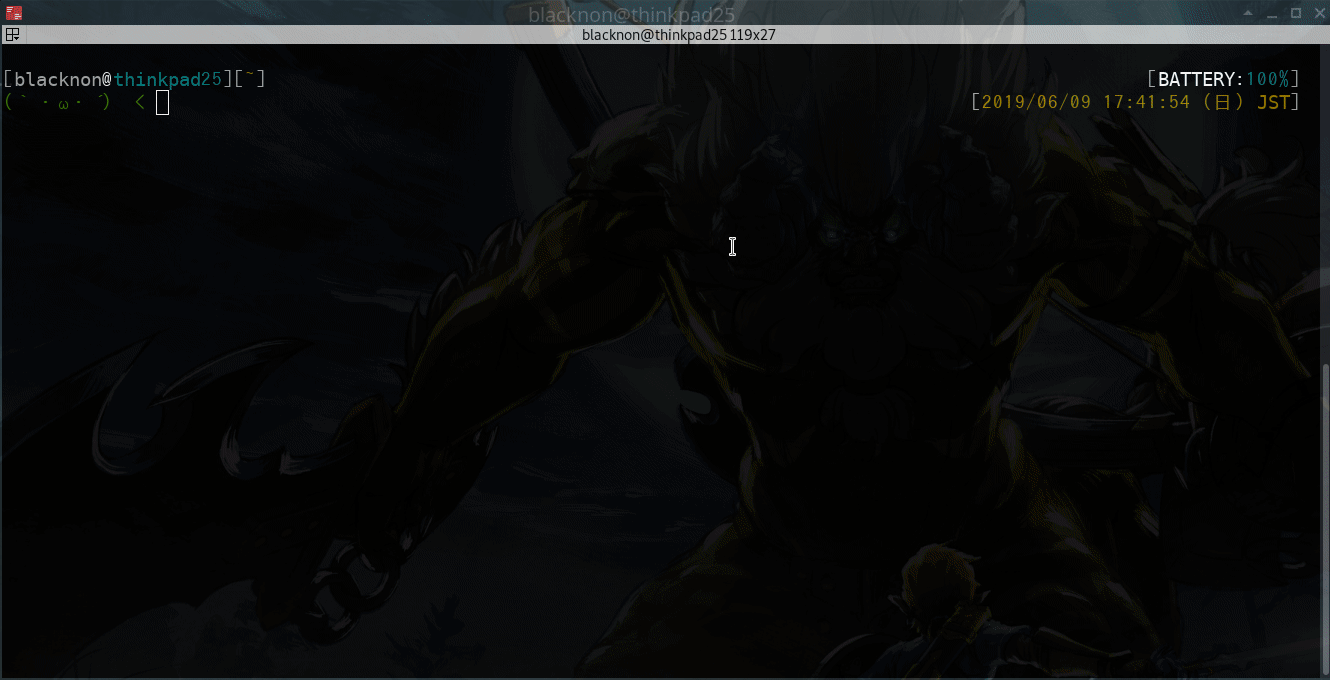 blacknon@thinkpad25
blacknon@thinkpad25 119x27
[blacknon@thinkpad25][~] [BATTERY:100%]
(｀・ω・´) < [2019/06/09 17:41:54 (日) JST]